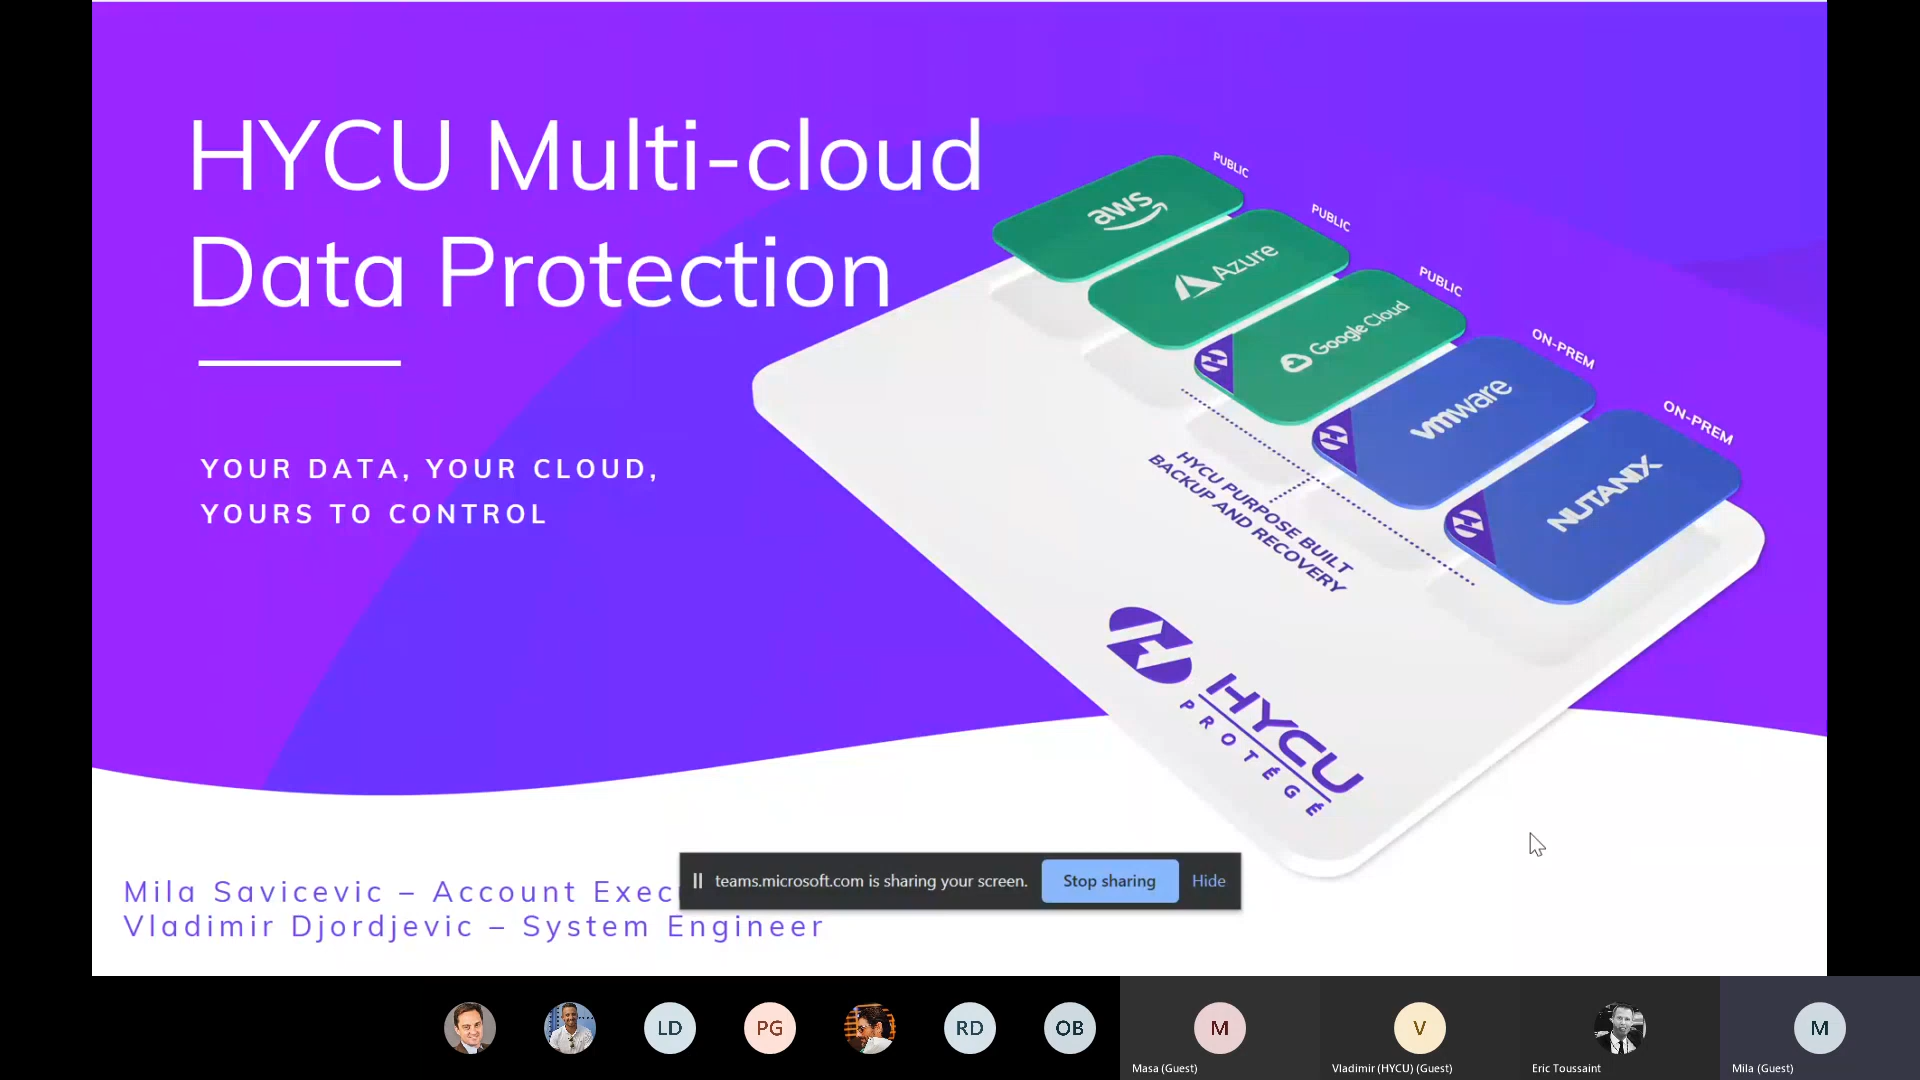 HYCU Multi-cloud
Data Protection
YOUR DATA, YOUR CLOUD,
YOURS TO CONTROL
PUBLIC
aws
PUBLIC
Azure
PUBLIC
Google Cloud
ON-PREM
vmware
ON-PREM
NUTANIX
HYCU PURPOSE BUILT
BACKUP AND RECOVERY
HYCU
PROTÉGÉ
Mila Savicevic – Account Exec
Vladimir Djordjevic – System Engineer
teams.microsoft.com is sharing your screen.
Stop sharing
Hide
LD
PG
RD
OB
M
V
M
Masa (Guest)
Vladimir (HYCU) (Guest)
Eric Toussaint
Mila (Guest)